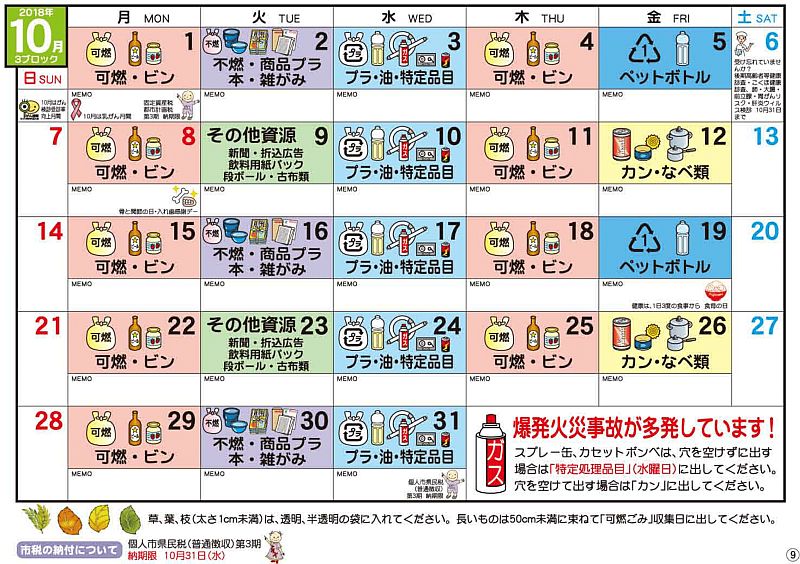 2018年
10月
3ブロック
日 SUN
月 MON
火 TUE
水 WED
木 THU
金 FRI
土 SAT
10月はがん
検診受診率
向上月間
可燃
1
可燃・ビン
MEMO
10月は乳がん月間
固定資産税
都市計画税
第3期 納期限
不燃
2
不燃・商品プラ
本・雑がみ
MEMO
プラ
ガス
3
プラ・油・特定品目
MEMO
可燃
4
可燃・ビン
MEMO
1
5
ペットボトル
MEMO
6
受け忘れていませ
んか?
後期高齢者等健康
診査・こくほ健康
診査、肺・大腸・
前立腺・胃がんリ
スク・肝炎ウイル
ス検診 10月31日
まで
7
可燃
8
可燃・ビン
MEMO
骨と関節の日・入れ歯感謝デー
その他資源
9
新聞・折込広告
飲料用紙パック
段ボール・古布類
MEMO
プラ
ガス
10
プラ・油・特定品目
MEMO
可燃
11
可燃・ビン
MEMO
12
カン・なべ類
MEMO
13
14
可燃
15
可燃・ビン
MEMO
不燃
16
不燃・商品プラ
本・雑がみ
MEMO
プラ
ガス
17
プラ・油・特定品目
MEMO
可燃
18
可燃・ビン
MEMO
1
19
ペットボトル
MEMO
健康は、1日3度の食事から 食育の日
20
21
可燃
22
可燃・ビン
MEMO
その他資源
23
新聞・折込広告
飲料用紙パック
段ボール・古布類
MEMO
プラ
ガス
24
プラ・油・特定品目
MEMO
可燃
25
可燃・ビン
MEMO
26
カン・なべ類
MEMO
27
28
可燃
29
可燃・ビン
MEMO
不燃
30
不燃・商品プラ
本・雑がみ
MEMO
プラ
ガス
31
プラ・油・特定品目
MEMO
個人市県民税
(普通徴収)
第3期 納期限
ガス
爆発火災事故が多発しています!
スプレー缶、カセットボンベは、穴を空けずに出す
場合は「特定処理品目」(水曜日)に出してください。
穴を空けて出す場合は「カン」に出してください。
草、葉、枝(太さ1cm未満)は、透明、半透明の袋に入れてください。長いものは50cm未満に束ねて「可燃ごみ」収集日に出してください。
市税の納付について
個人市県民税(普通徴収)第3期
納期限 10月31日(水)
9